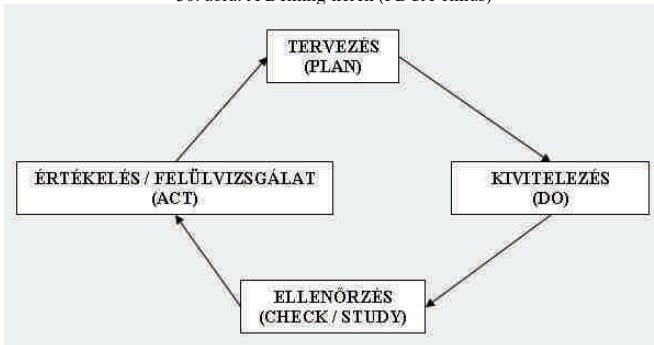 TERVEZÉS
(PLAN)
ÉRTÉKELÉS / FELÜLVIZSGÁLAT
(ACT)
KIVITELEZÉS
(DO)
ELLENŐRZÉS
(CHECK / STUDY)